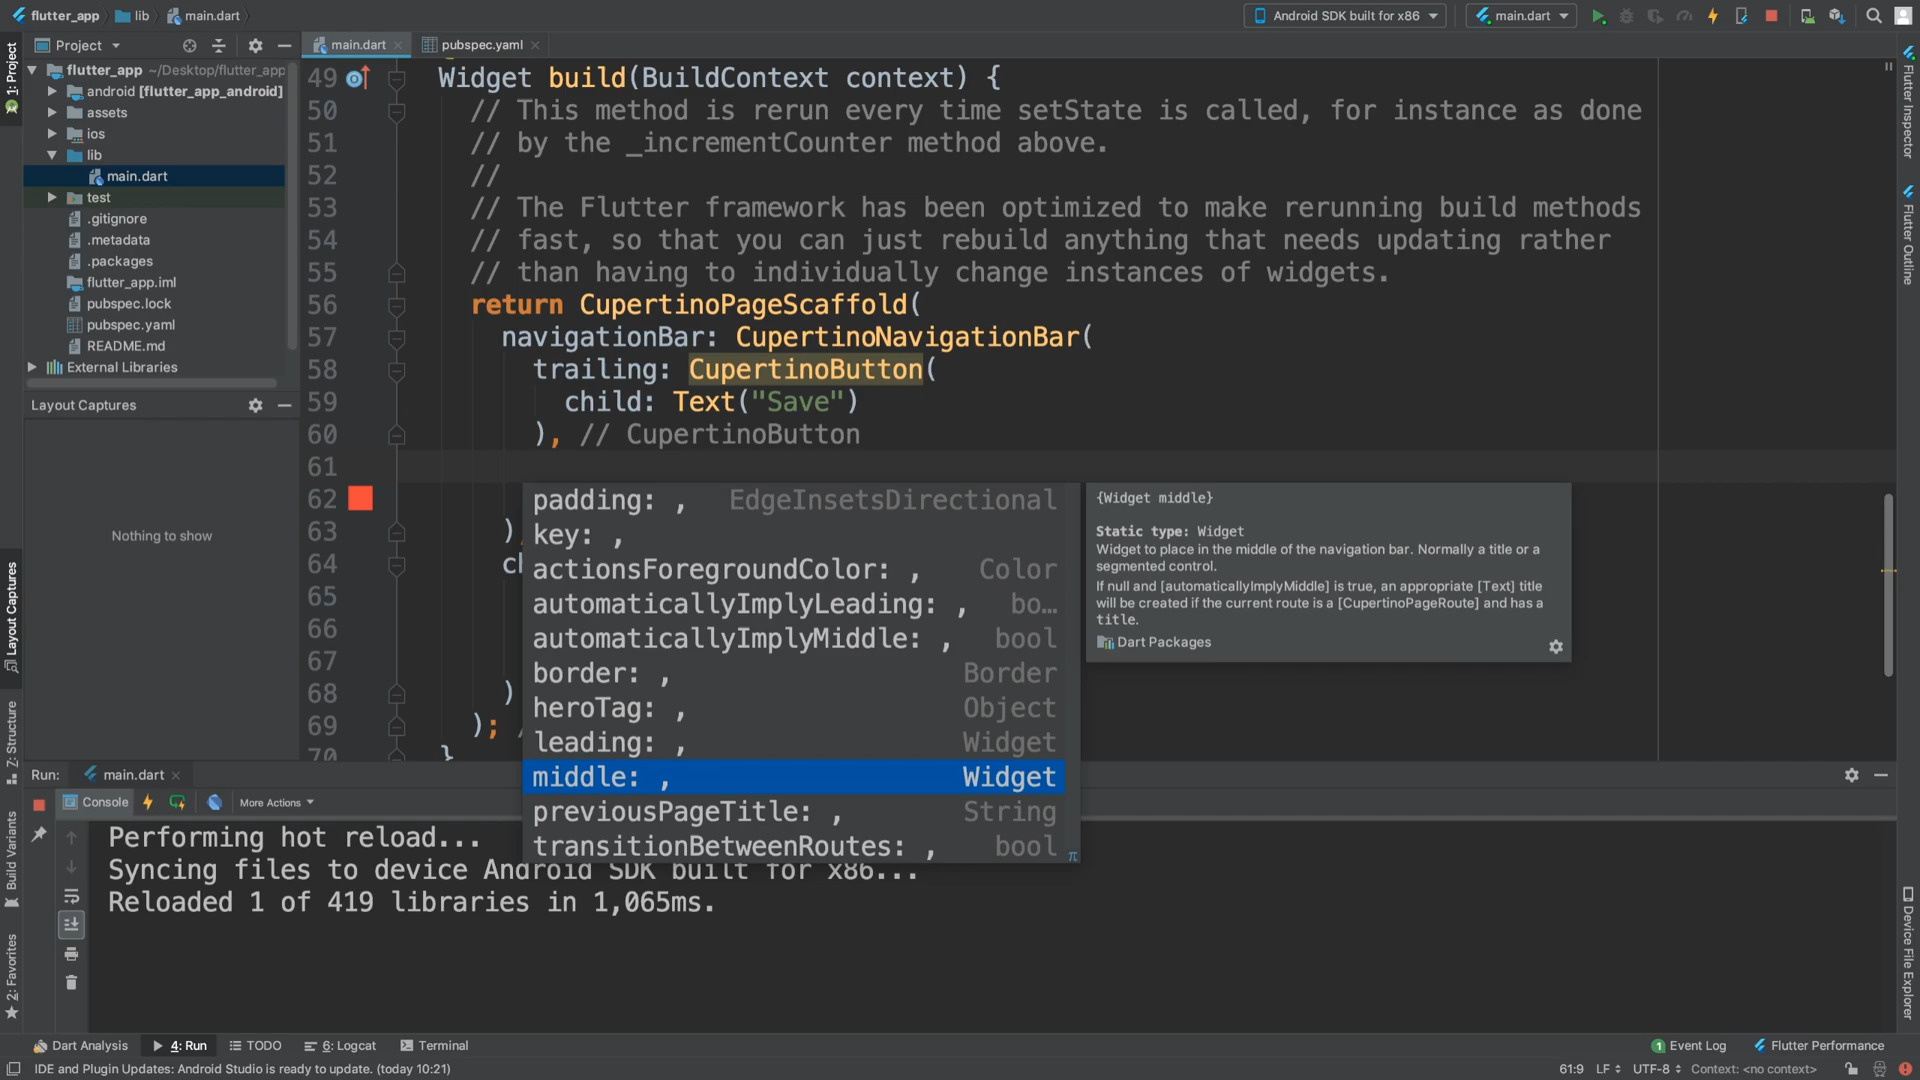 flutter_app
lib
main.dart
Android SDK built for x86
main.dart
1: Project
Project
main.dart
pubspec.yaml
flutter_app ~/Desktop/flutter_app
android [flutter_app_android]
assets
ios
lib
main.dart
test
.gitignore
.metadata
.packages
flutter_app.iml
pubspec.lock
pubspec.yaml
README.md
External Libraries
Layout Captures
Nothing to show
Layout Captures
Z: Structure
Build Variants
2: Favorites
49 Widget build(BuildContext context) {
50 // This method is rerun every time setState is called, for instance as done
51 // by the _incrementCounter method above.
52 //
53 // The Flutter framework has been optimized to make rerunning build methods
54 // fast, so that you can just rebuild anything that needs updating rather
55 // than having to individually change instances of widgets.
56 return CupertinoPageScaffold(
57 navigationBar: CupertinoNavigationBar(
58 trailing: CupertinoButton(
59 child: Text("Save")
60 ), // CupertinoButton
61
62
63 ),
64 ch
65
66
67
68 )
69 ); /
70 }
padding: , EdgeInsetsDirectional
key: ,
actionsForegroundColor: , Color
automaticallyImplyLeading: , bo…
automaticallyImplyMiddle: , bool
border: , Border
heroTag: , Object
leading: , Widget
middle: , Widget
previousPageTitle: , String
transitionBetweenRoutes: , bool
π
{Widget middle}
Static type: Widget
Widget to place in the middle of the navigation bar. Normally a title or a
segmented control.
If null and [automaticallyImplyMiddle] is true, an appropriate [Text] title
will be created if the current route is a [CupertinoPageRoute] and has a
title.
Dart Packages
Flutter Inspector
Flutter Outline
Device File Explorer
Run: main.dart
Console
More Actions
Performing hot reload...
Syncing files to device Android SDK built for x86...
Reloaded 1 of 419 libraries in 1,065ms.
Dart Analysis
4: Run
TODO
6: Logcat
Terminal
1 Event Log
Flutter Performance
IDE and Plugin Updates: Android Studio is ready to update. (today 10:21)
61:9 LF UTF-8 Context: <no context>